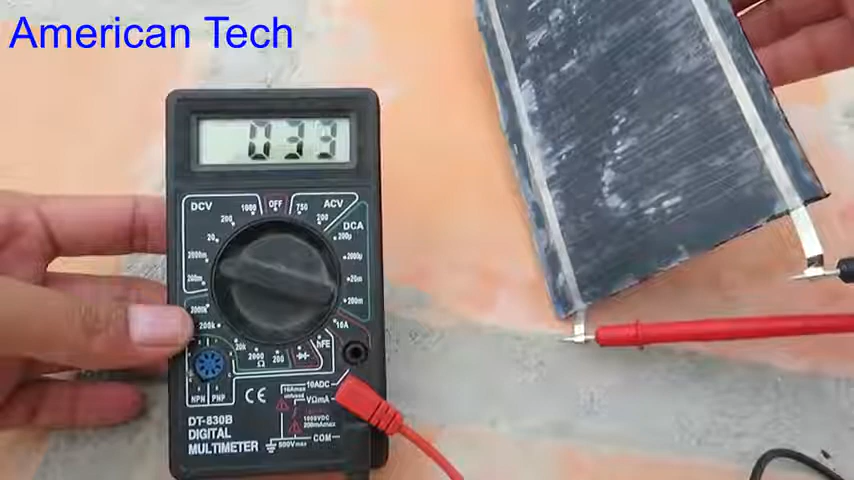 American Tech
033
DCV
1000
OFF
750
ACV
200
200
DCA
20
200µ
2000m
2000µ
200m
20m
200m
200k
10A
20k
2000
200
hFE
Ω
NPN
PNP
CE
10ADC
VΩmA
COM
DT-830B
DIGITAL
MULTIMETER